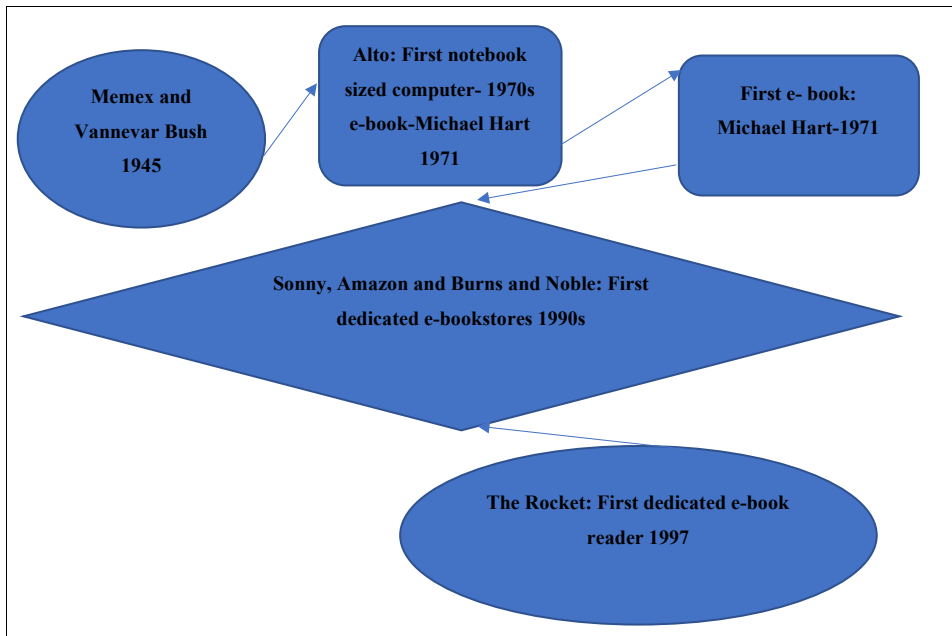 Memex and
Vannevar Bush
1945
Alto: First notebook
sized computer- 1970s
e-book-Michael Hart
1971
First e- book:
Michael Hart-1971
Sonny, Amazon and Burns and Noble: First
dedicated e-bookstores 1990s
The Rocket: First dedicated e-book
reader 1997